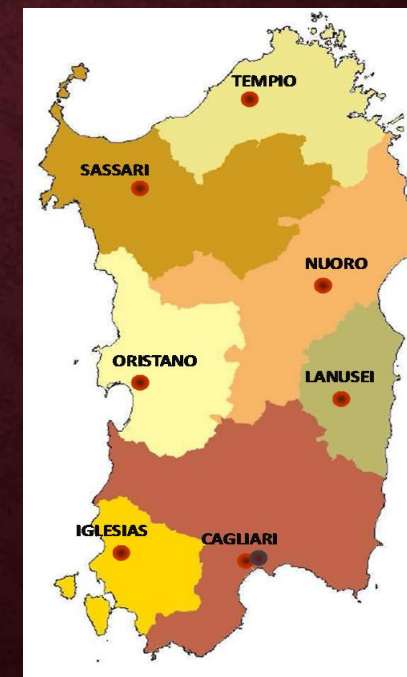 TEMPIO
SASSARI
NUORO
ORISTANO
LANUSEI
IGLESIAS
CAGLIARI